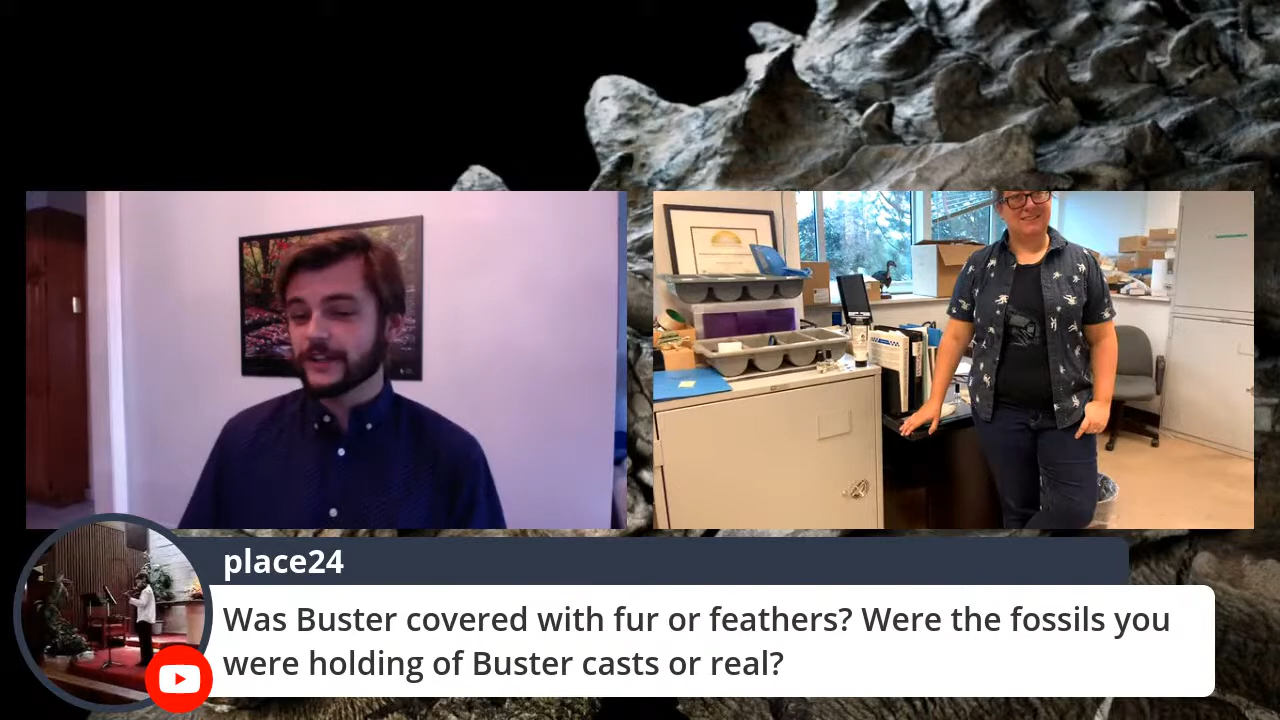 place24
Was Buster covered with fur or feathers? Were the fossils you
were holding of Buster casts or real?